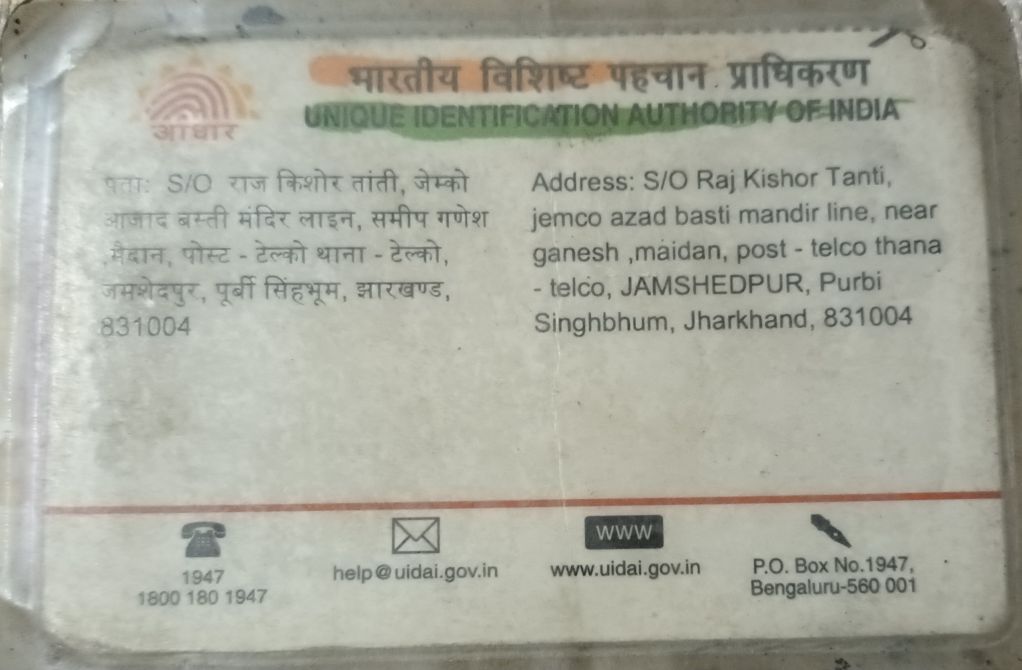 भारतीय विशिष्ट पहचान प्राधिकरण
UNIQUE IDENTIFICATION AUTHORITY OF INDIA
आधार
पता: S/O राज किशोर तांती, जेम्को
आजाद बस्ती मंदिर लाइन, समीप गणेश
,मैदान, पोस्ट - टेल्को थाना - टेल्को,
जमशेदपुर, पूर्बी सिंहभूम, झारखण्ड,
831004
Address: S/O Raj Kishor Tanti,
jemco azad basti mandir line, near
ganesh ,maidan, post - telco thana
- telco, JAMSHEDPUR, Purbi
Singhbhum, Jharkhand, 831004
1947
1800 180 1947
help@uidai.gov.in
WWW
www.uidai.gov.in
P.O. Box No.1947,
Bengaluru-560 001